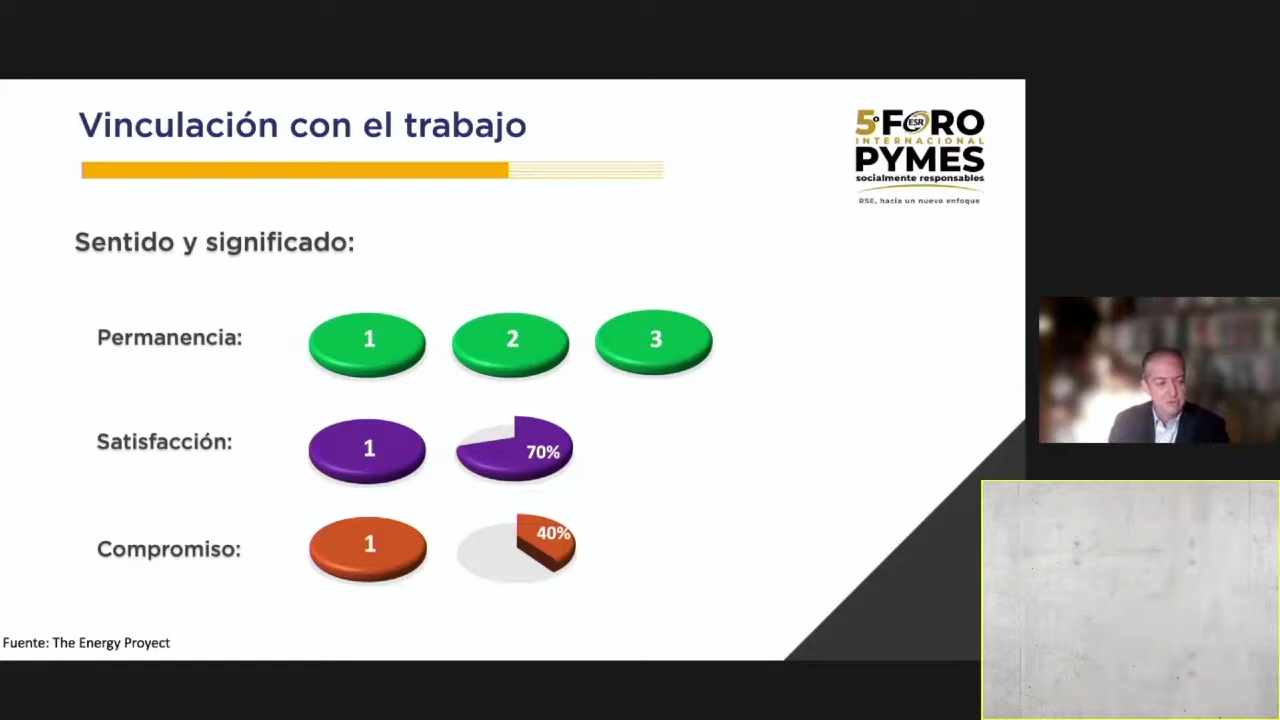 Vinculación con el trabajo
5º FORO
ESR
INTERNACIONAL
PYMES
socialmente responsables
RSE, hacia un nuevo enfoque
Sentido y significado:
Permanencia: 1 2 3
Satisfacción: 1 70%
Compromiso: 1 40%
Fuente: The Energy Proyect